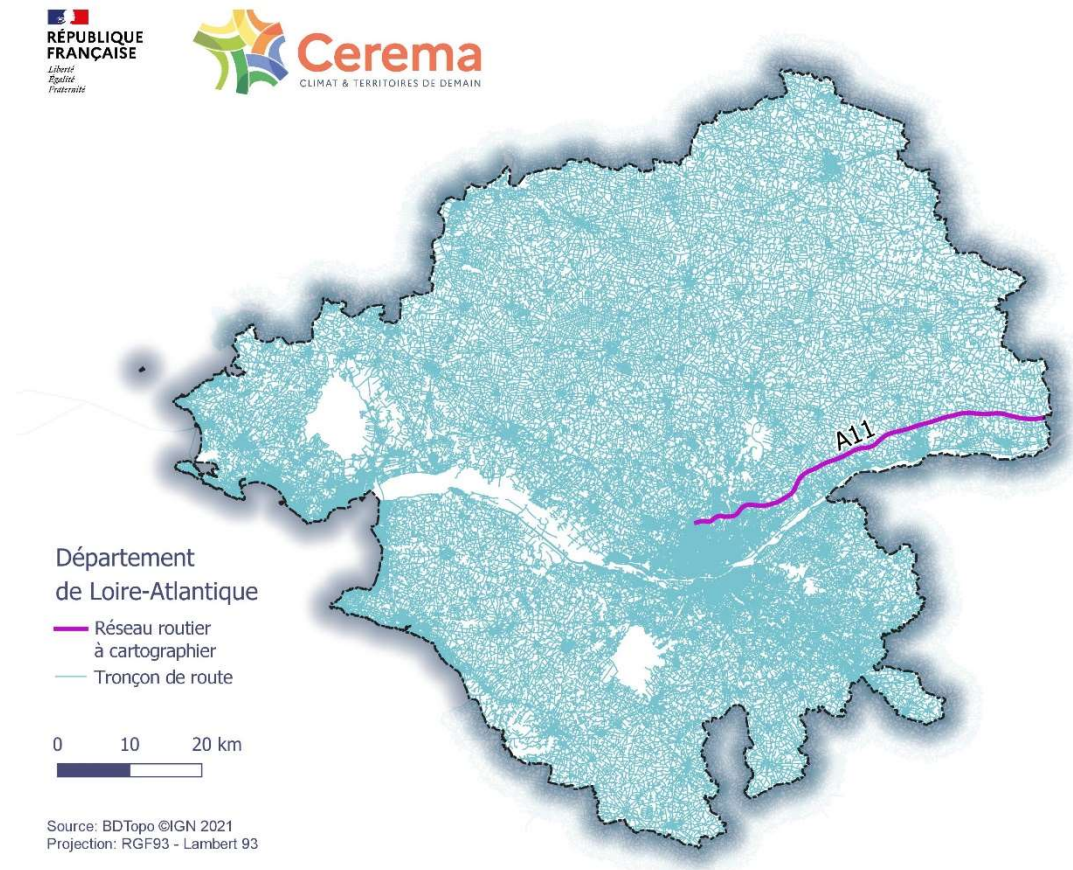 RÉPUBLIQUE
FRANÇAISE
Liberté
Égalité
Fraternité
Cerema
CLIMAT & TERRITOIRES DE DEMAIN
A11
Département
de Loire-Atlantique
Réseau routier
à cartographier
Tronçon de route
0 10 20 km
Source: BDTopo ©IGN 2021
Projection: RGF93 - Lambert 93